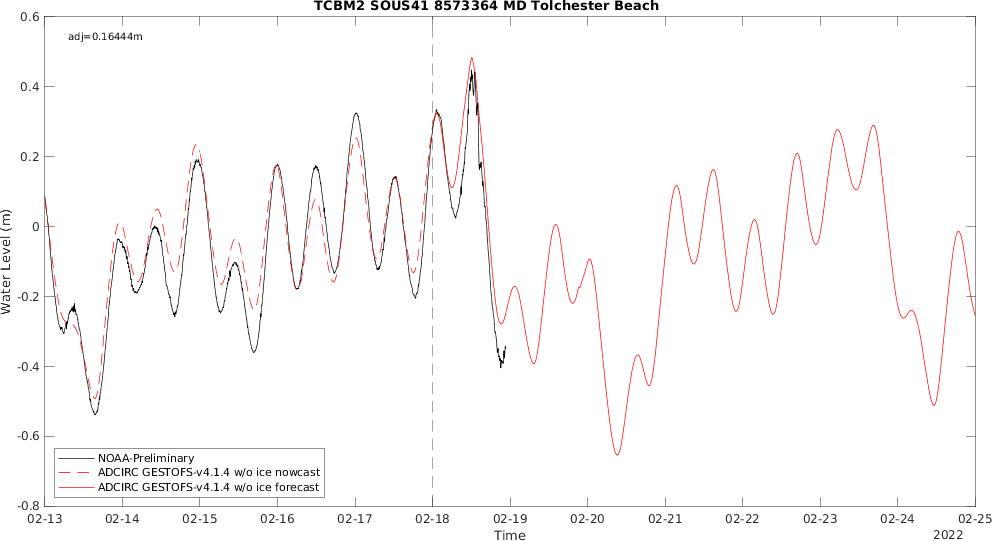 TCBM2 SOUS41 8573364 MD Tolchester Beach
adj=0.16444m
0.6
0.4
0.2
0
-0.2
-0.4
-0.6
-0.8
Water Level (m)
NOAA-Preliminary
ADCIRC GESTOFS-v4.1.4 w/o ice nowcast
ADCIRC GESTOFS-v4.1.4 w/o ice forecast
02-13 02-14 02-15 02-16 02-17 02-18 02-19 02-20 02-21 02-22 02-23 02-24 02-25
Time
2022